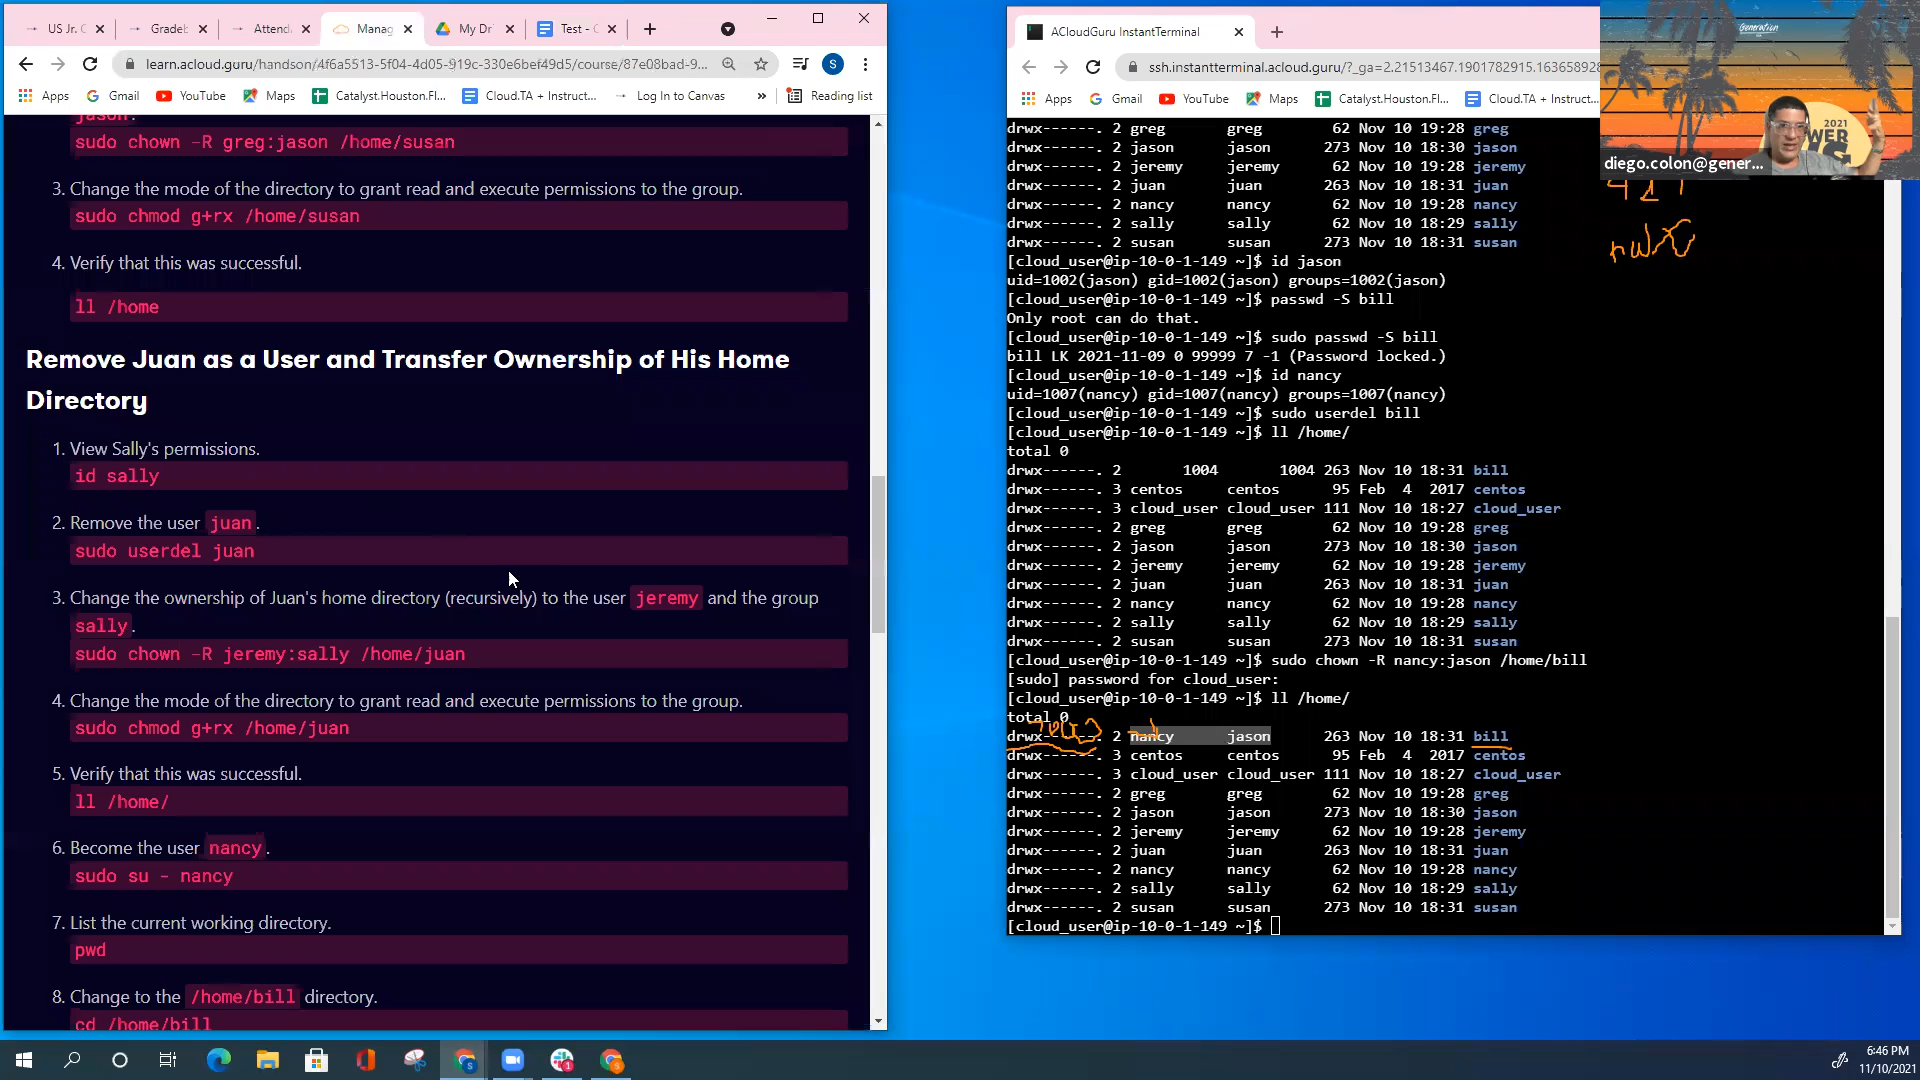 US Jr. C
Gradeb
Attenda
Manag
My Dr
Test - C
learn.acloud.guru/handson/4f6a5513-5f04-4d05-919c-330e6bef49d5/course/87e08bad-9...
S
Apps
Gmail
YouTube
Maps
Catalyst.Houston.Fl...
Cloud.TA + Instruct...
Log In to Canvas
»
Reading list
jason.
sudo chown -R greg:jason /home/susan
3. Change the mode of the directory to grant read and execute permissions to the group.
sudo chmod g+rx /home/susan
4. Verify that this was successful.
ll /home
Remove Juan as a User and Transfer Ownership of His Home
Directory
1. View Sally's permissions.
id sally
2. Remove the user juan.
sudo userdel juan
3. Change the ownership of Juan's home directory (recursively) to the user jeremy and the group
sally.
sudo chown -R jeremy:sally /home/juan
4. Change the mode of the directory to grant read and execute permissions to the group.
sudo chmod g+rx /home/juan
5. Verify that this was successful.
ll /home/
6. Become the user nancy.
sudo su - nancy
7. List the current working directory.
pwd
8. Change to the /home/bill directory.
cd /home/bill
ACloudGuru InstantTerminal
ssh.instantterminal.acloud.guru/?_ga=2.21513467.1901782915.163658928
Apps
Gmail
YouTube
Maps
Catalyst.Houston.Fl...
Cloud.TA + Instruct...
drwx------. 2 greg greg 62 Nov 10 19:28 greg
drwx------. 2 jason jason 273 Nov 10 18:30 jason
drwx------. 2 jeremy jeremy 62 Nov 10 19:28 jeremy
drwx------. 2 juan juan 263 Nov 10 18:31 juan
drwx------. 2 nancy nancy 62 Nov 10 19:28 nancy
drwx------. 2 sally sally 62 Nov 10 19:28 sally
drwx------. 2 susan susan 273 Nov 10 18:31 susan
[cloud_user@ip-10-0-1-149 ~]$ id jason
uid=1002(jason) gid=1002(jason) groups=1002(jason)
[cloud_user@ip-10-0-1-149 ~]$ passwd -S bill
Only root can do that.
[cloud_user@ip-10-0-1-149 ~]$ sudo passwd -S bill
bill LK 2021-11-09 0 99999 7 -1 (Password locked.)
[cloud_user@ip-10-0-1-149 ~]$ id nancy
uid=1007(nancy) gid=1007(nancy) groups=1007(nancy)
[cloud_user@ip-10-0-1-149 ~]$ sudo userdel bill
[cloud_user@ip-10-0-1-149 ~]$ ll /home/
total 0
drwx------. 2 1004 1004 263 Nov 10 18:31 bill
drwx------. 3 centos centos 95 Feb 4 2017 centos
drwx------. 3 cloud_user cloud_user 111 Nov 10 18:27 cloud_user
drwx------. 2 greg greg 62 Nov 10 19:28 greg
drwx------. 2 jason jason 273 Nov 10 18:30 jason
drwx------. 2 jeremy jeremy 62 Nov 10 19:28 jeremy
drwx------. 2 juan juan 263 Nov 10 18:31 juan
drwx------. 2 nancy nancy 62 Nov 10 19:28 nancy
drwx------. 2 sally sally 62 Nov 10 18:29 sally
drwx------. 2 susan susan 273 Nov 10 18:31 susan
[cloud_user@ip-10-0-1-149 ~]$ sudo chown -R nancy:jason /home/bill
[sudo] password for cloud_user:
[cloud_user@ip-10-0-1-149 ~]$ ll /home/
total 0
drwx------. 2 nancy jason 263 Nov 10 18:31 bill
drwx------. 3 centos centos 95 Feb 4 2017 centos
drwx------. 3 cloud_user cloud_user 111 Nov 10 18:27 cloud_user
drwx------. 2 greg greg 62 Nov 10 19:28 greg
drwx------. 2 jason jason 273 Nov 10 18:30 jason
drwx------. 2 jeremy jeremy 62 Nov 10 19:28 jeremy
drwx------. 2 juan juan 263 Nov 10 18:31 juan
drwx------. 2 nancy nancy 62 Nov 10 19:28 nancy
drwx------. 2 sally sally 62 Nov 10 18:29 sally
drwx------. 2 susan susan 273 Nov 10 18:31 susan
[cloud_user@ip-10-0-1-149 ~]$
Generation
2021
WER
diego.colon@gener...
421
rwx
6:46 PM
11/10/2021